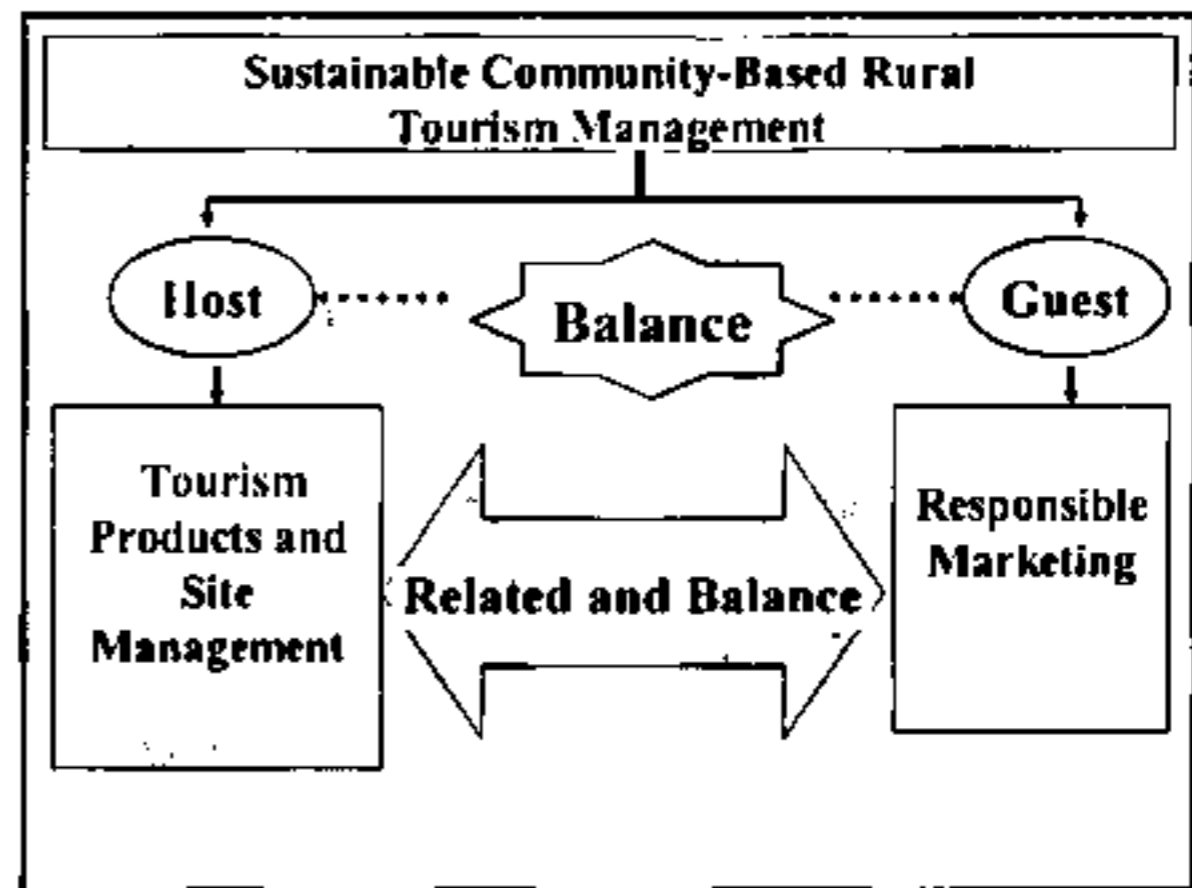 Sustainable Community-Based Rural
Tourism Management
Host
Balance
Guest
Tourism
Products and
Site
Management
Related and Balance
Responsible
Marketing